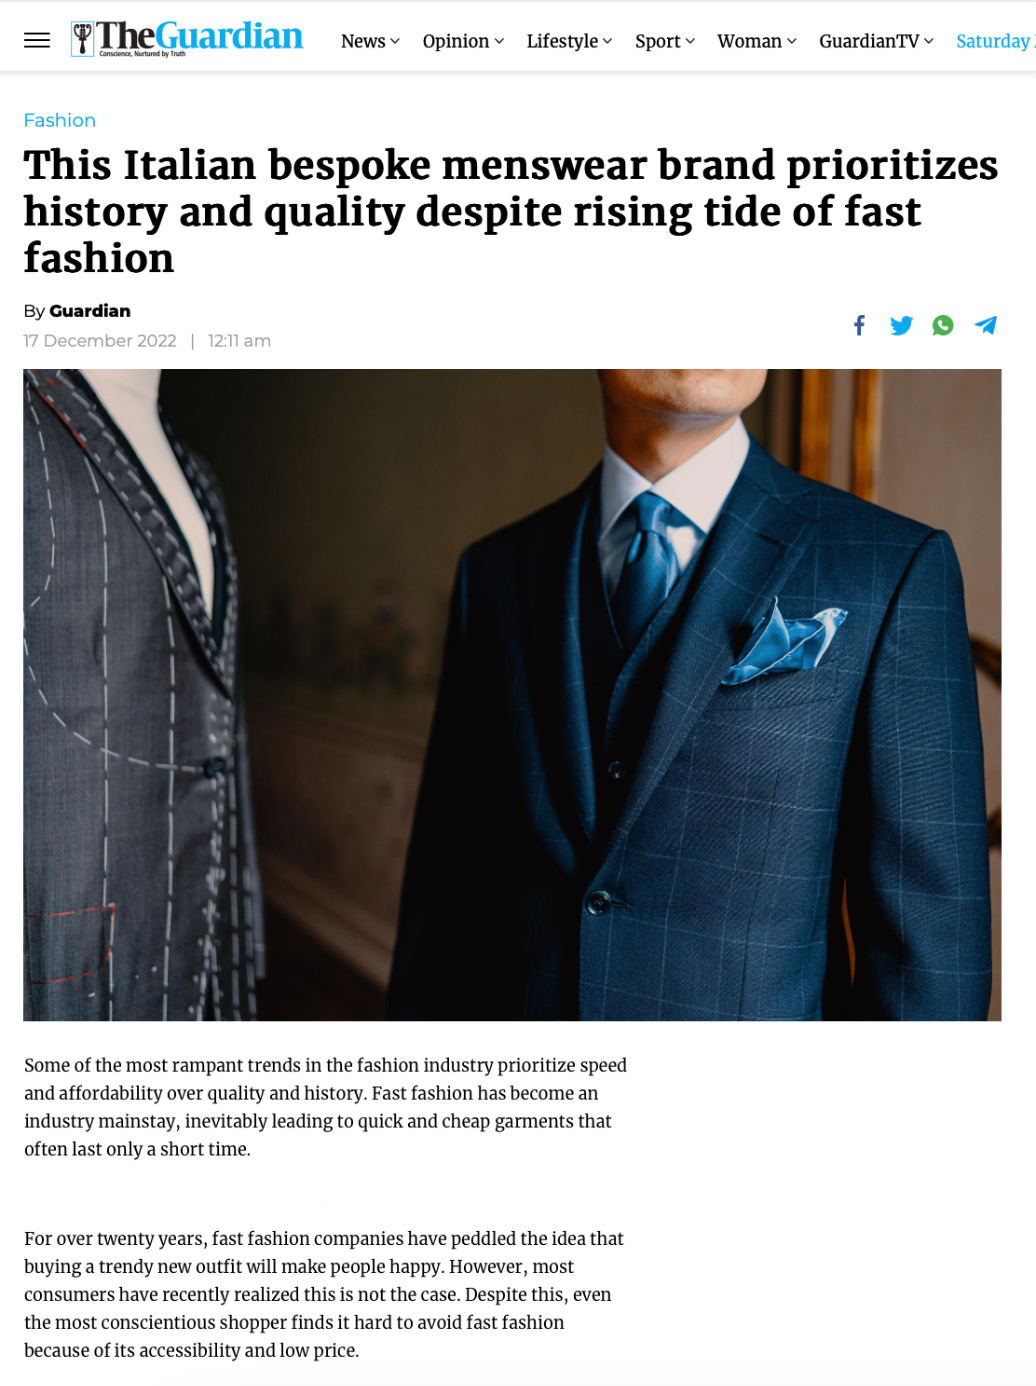 TheGuardian
Conscience, Nurtured by Truth
News Opinion Lifestyle Sport Woman GuardianTV Saturday
Fashion
This Italian bespoke menswear brand prioritizes
history and quality despite rising tide of fast
fashion
By Guardian
17 December 2022 | 12:11 am
Some of the most rampant trends in the fashion industry prioritize speed
and affordability over quality and history. Fast fashion has become an
industry mainstay, inevitably leading to quick and cheap garments that
often last only a short time.
For over twenty years, fast fashion companies have peddled the idea that
buying a trendy new outfit will make people happy. However, most
consumers have recently realized this is not the case. Despite this, even
the most conscientious shopper finds it hard to avoid fast fashion
because of its accessibility and low price.